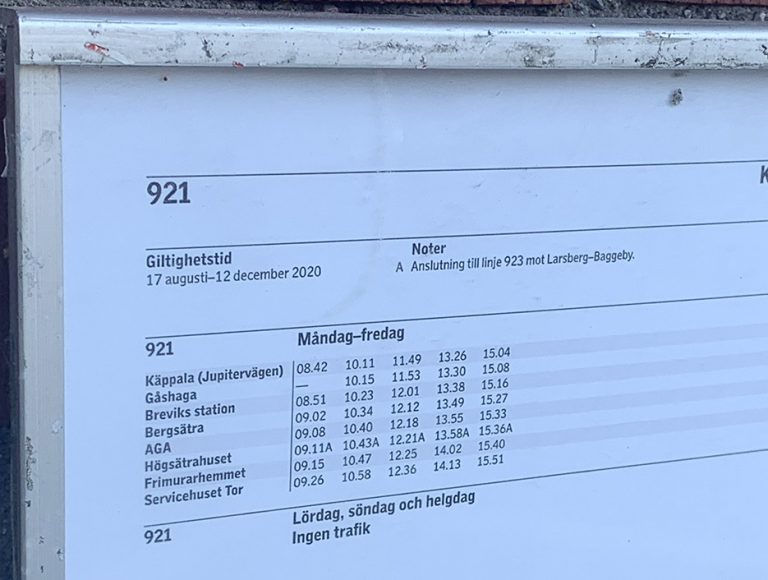 921
Giltighetstid
17 augusti–12 december 2020
Noter
A Anslutning till linje 923 mot Larsberg–Baggeby.
921 Måndag–fredag
Käppala (Jupitervägen) 08.42 10.11 11.49 13.26 15.04
Gåshaga — 10.15 11.53 13.30 15.08
Breviks station 08.51 10.23 12.01 13.38 15.16
Bergsätra 09.02 10.34 12.12 13.49 15.27
AGA 09.08 10.40 12.18 13.55 15.33
Högsätrahuset 09.11A 10.43A 12.21A 13.58A 15.36A
Frimurarhemmet 09.15 10.47 12.25 14.02 15.40
Servicehuset Tor 09.26 10.58 12.36 14.13 15.51
921 Lördag, söndag och helgdag
Ingen trafik